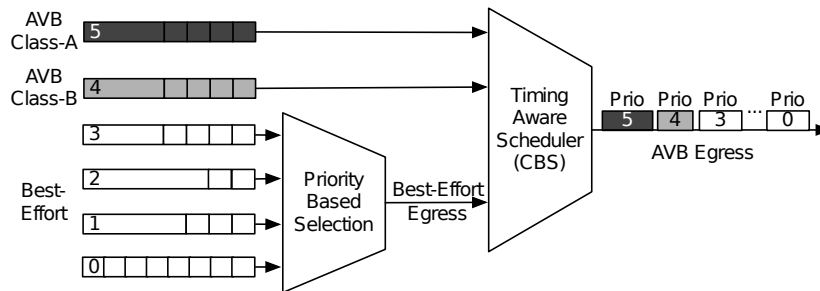 AVB
Class-A
5
AVB
Class-B
4
Best-
Effort
3
2
1
0
Priority
Based
Selection
Best-Effort
Egress
Timing
Aware
Scheduler
(CBS)
Prio Prio Prio ... Prio
5 4 3 0
AVB Egress